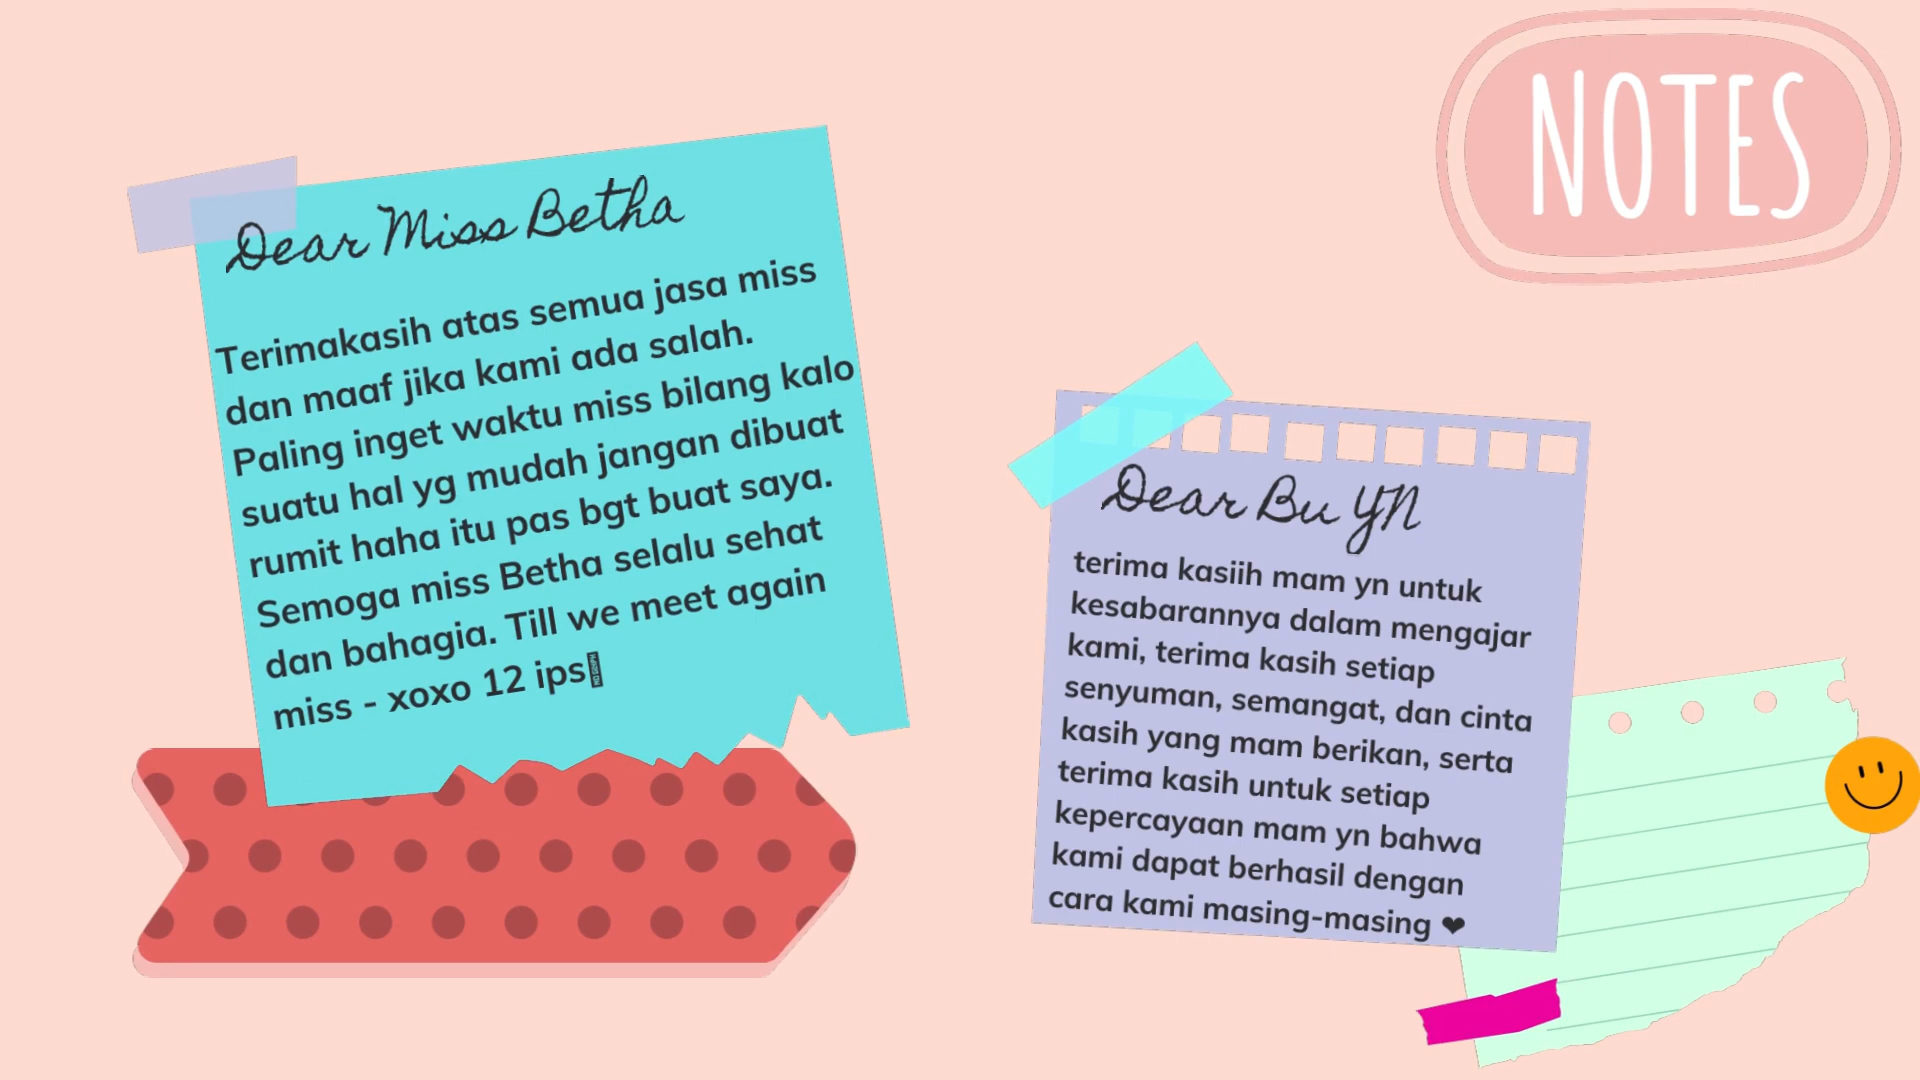 NOTES
Dear Miss Betha
Terimakasih atas semua jasa miss
dan maaf jika kami ada salah.
Paling inget waktu miss bilang kalo
suatu hal yg mudah jangan dibuat
rumit haha itu pas bgt buat saya.
Semoga miss Betha selalu sehat
dan bahagia. Till we meet again
miss - xoxo 12 ips
Dear Bu YN
terima kasiih mam yn untuk
kesabarannya dalam mengajar
kami, terima kasih setiap
senyuman, semangat, dan cinta
kasih yang mam berikan, serta
terima kasih untuk setiap
kepercayaan mam yn bahwa
kami dapat berhasil dengan
cara kami masing-masing ❤